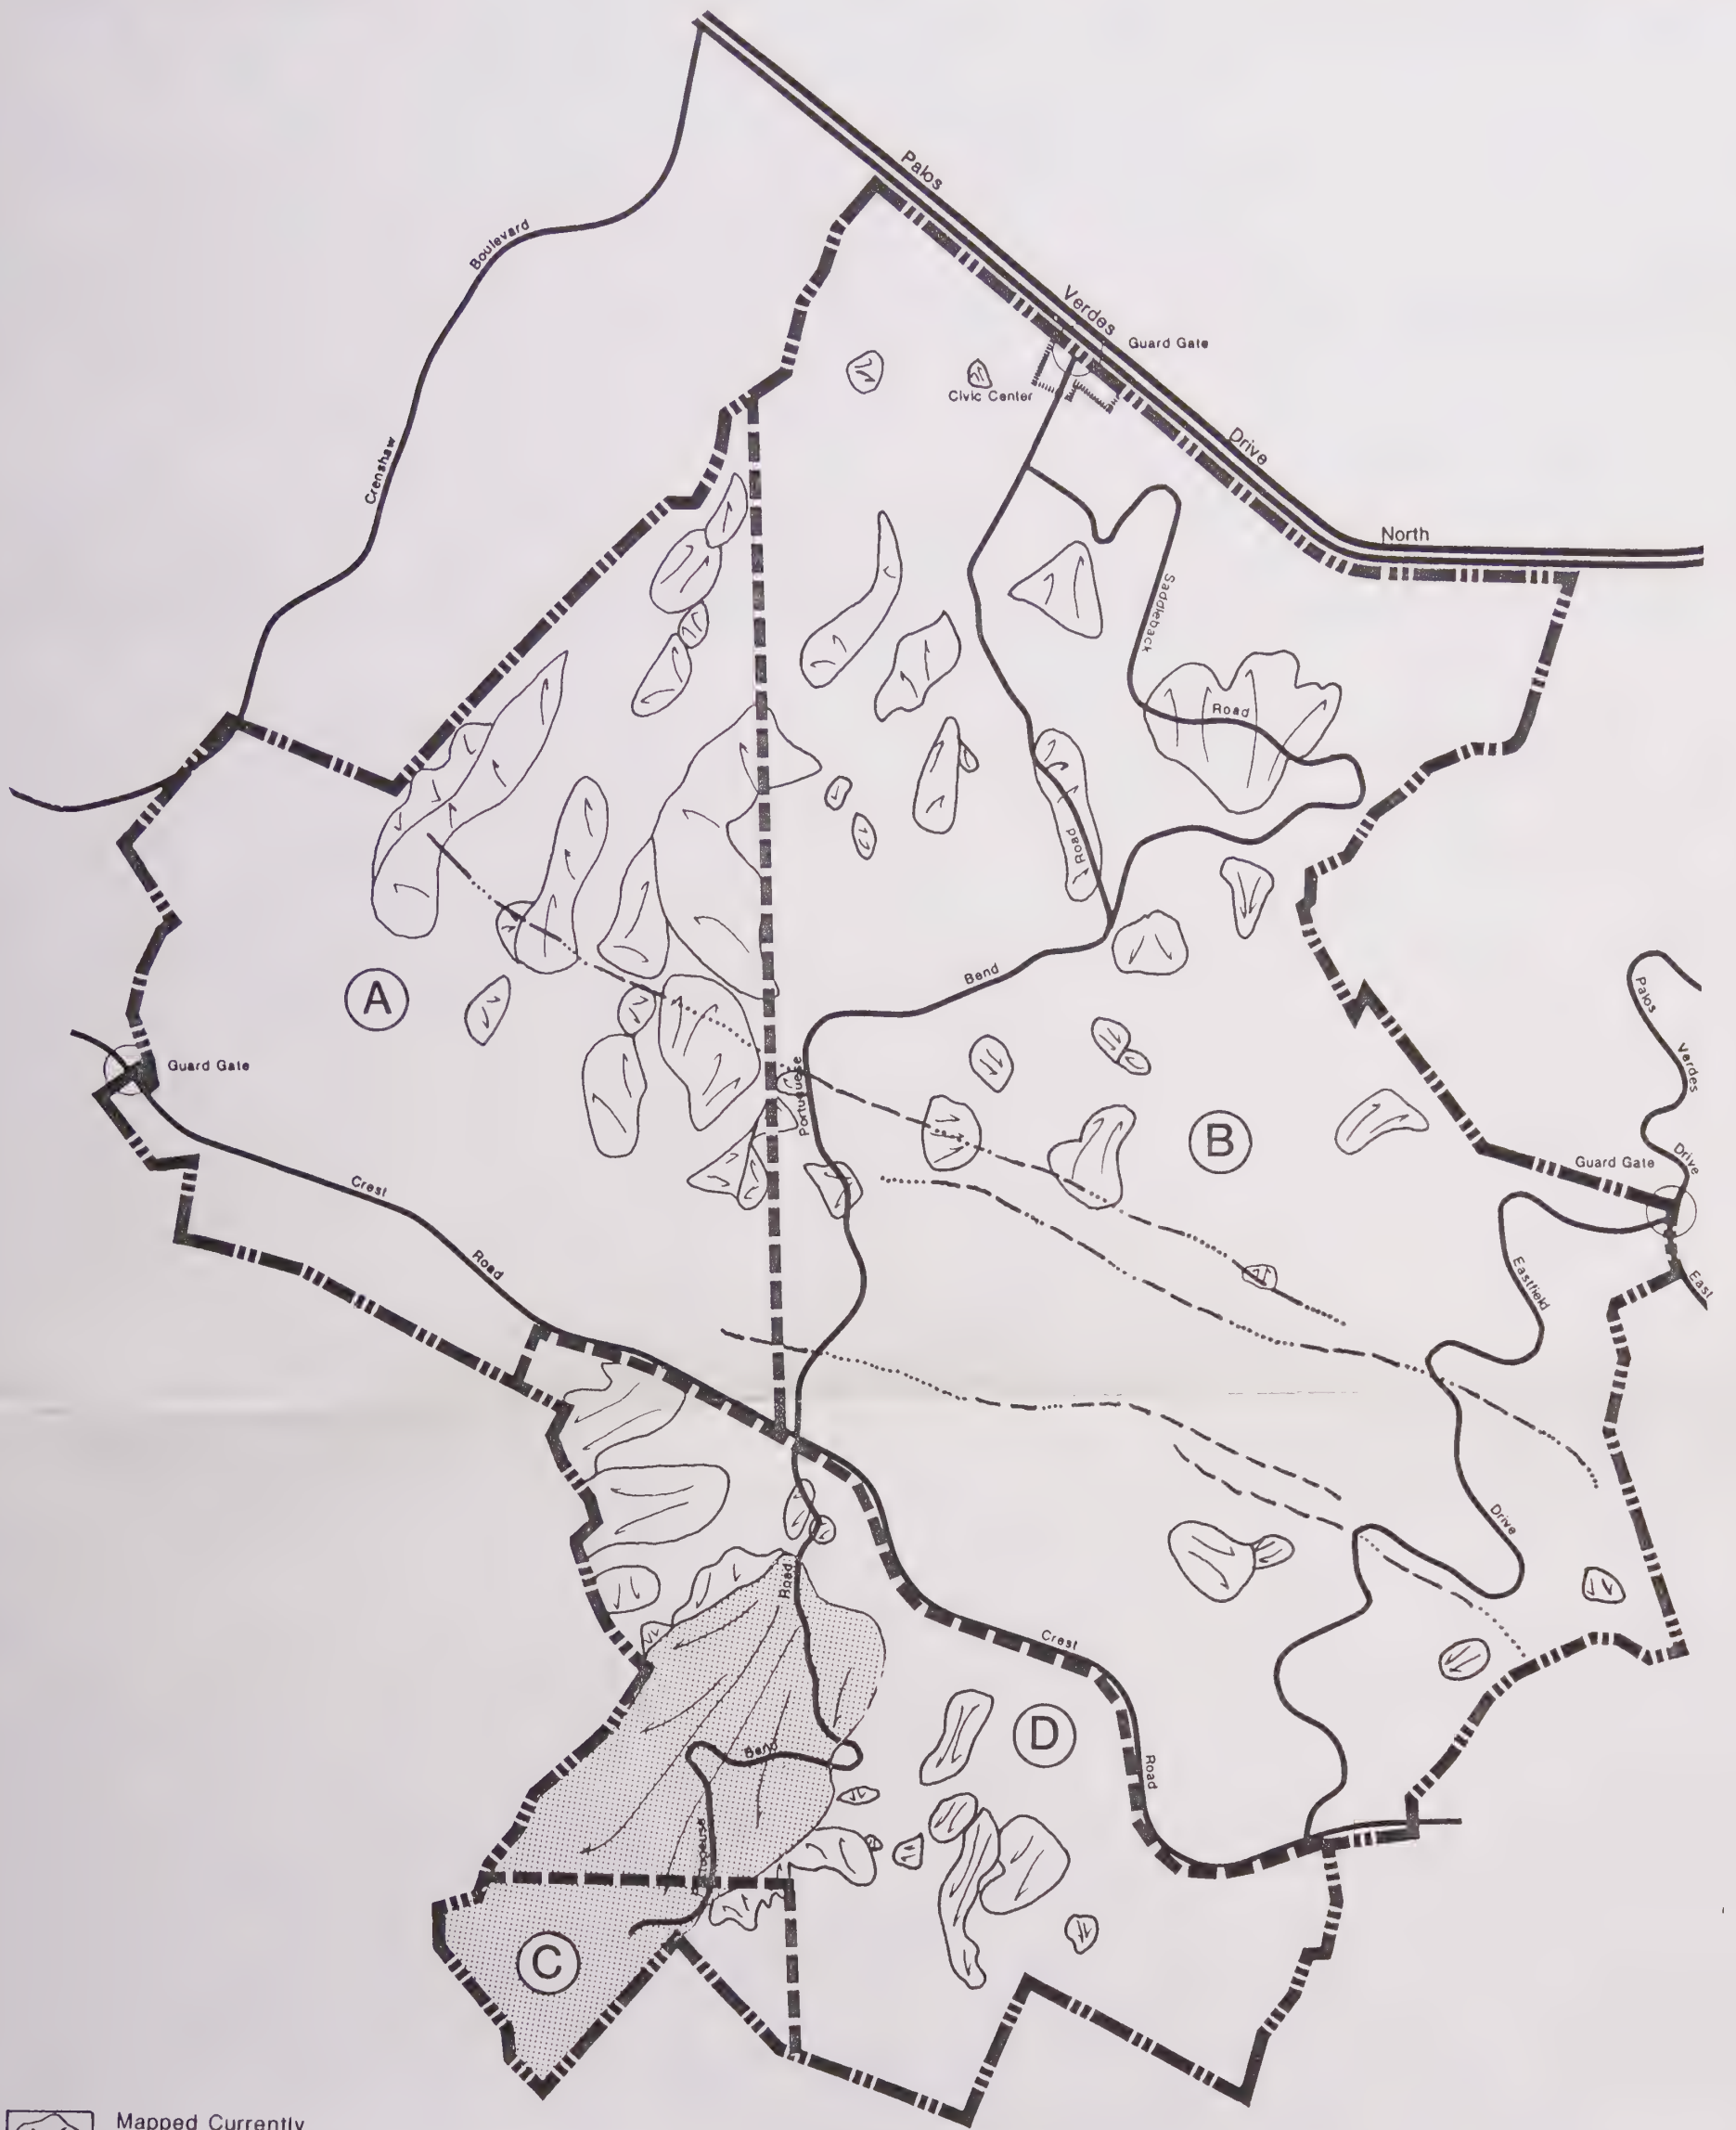 Palos
Boulevard
Verdes
Guard Gate
Civic Center
Drive
Crenshaw
North
Saddleback
Road
Road
Bend
A
Palos
Guard Gate
Verdes
Portuguese
B
Guard Gate
Drive
Crest
Road
Eastfield
East
Drive
Road
Crest
D
Bend
Road
C
Mapped Currently